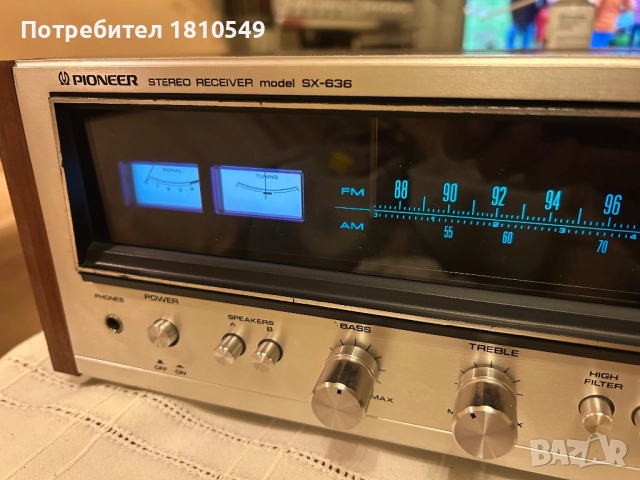 Потребител 1810549
PIONEER STEREO RECEIVER model SX-636
SIGNAL
TUNING
FM 88 90 92 94 96
AM 55 60 70
PHONES
POWER
OFF ON
SPEAKERS
A B
BASS
MAX
TREBLE
HIGH FILTER
BAZAR